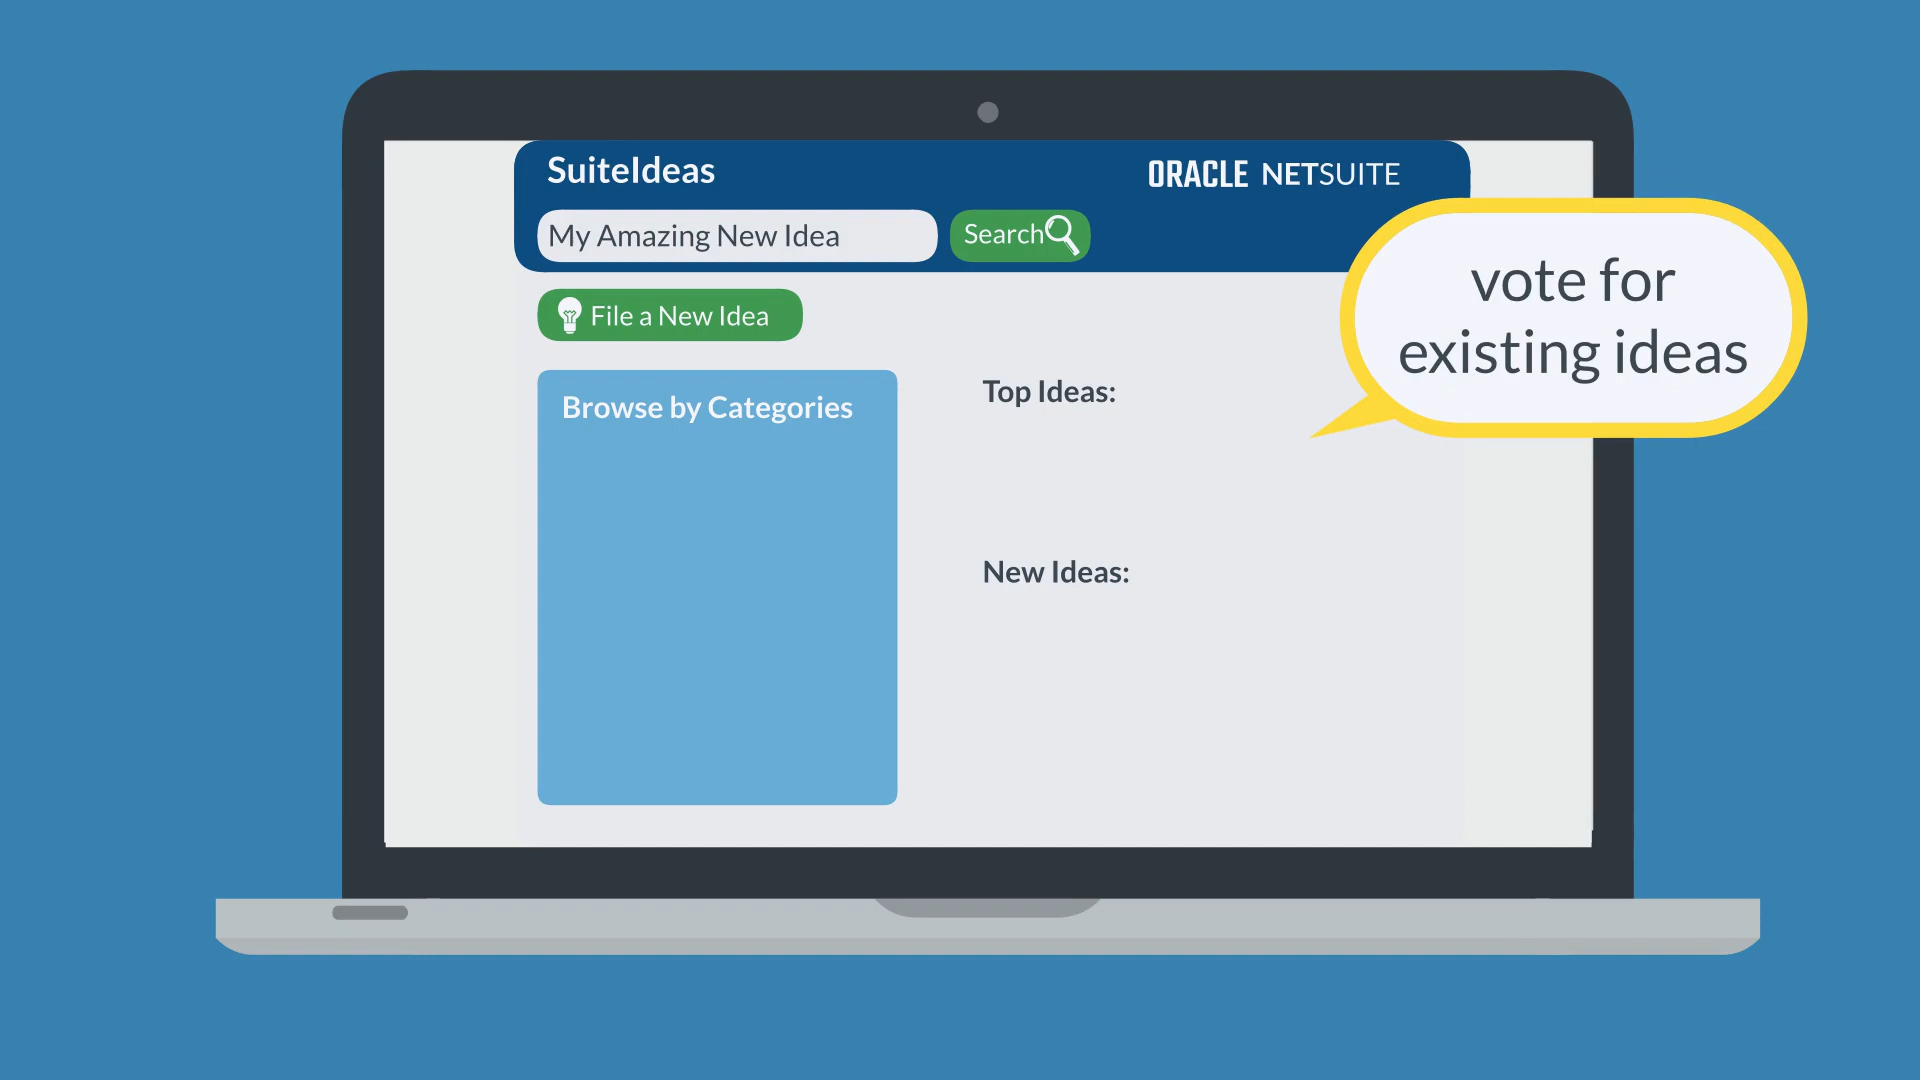 SuiteIdeas
ORACLE NETSUITE
My Amazing New Idea
Search
File a New Idea
Browse by Categories
Top Ideas:
New Ideas:
vote for
existing ideas